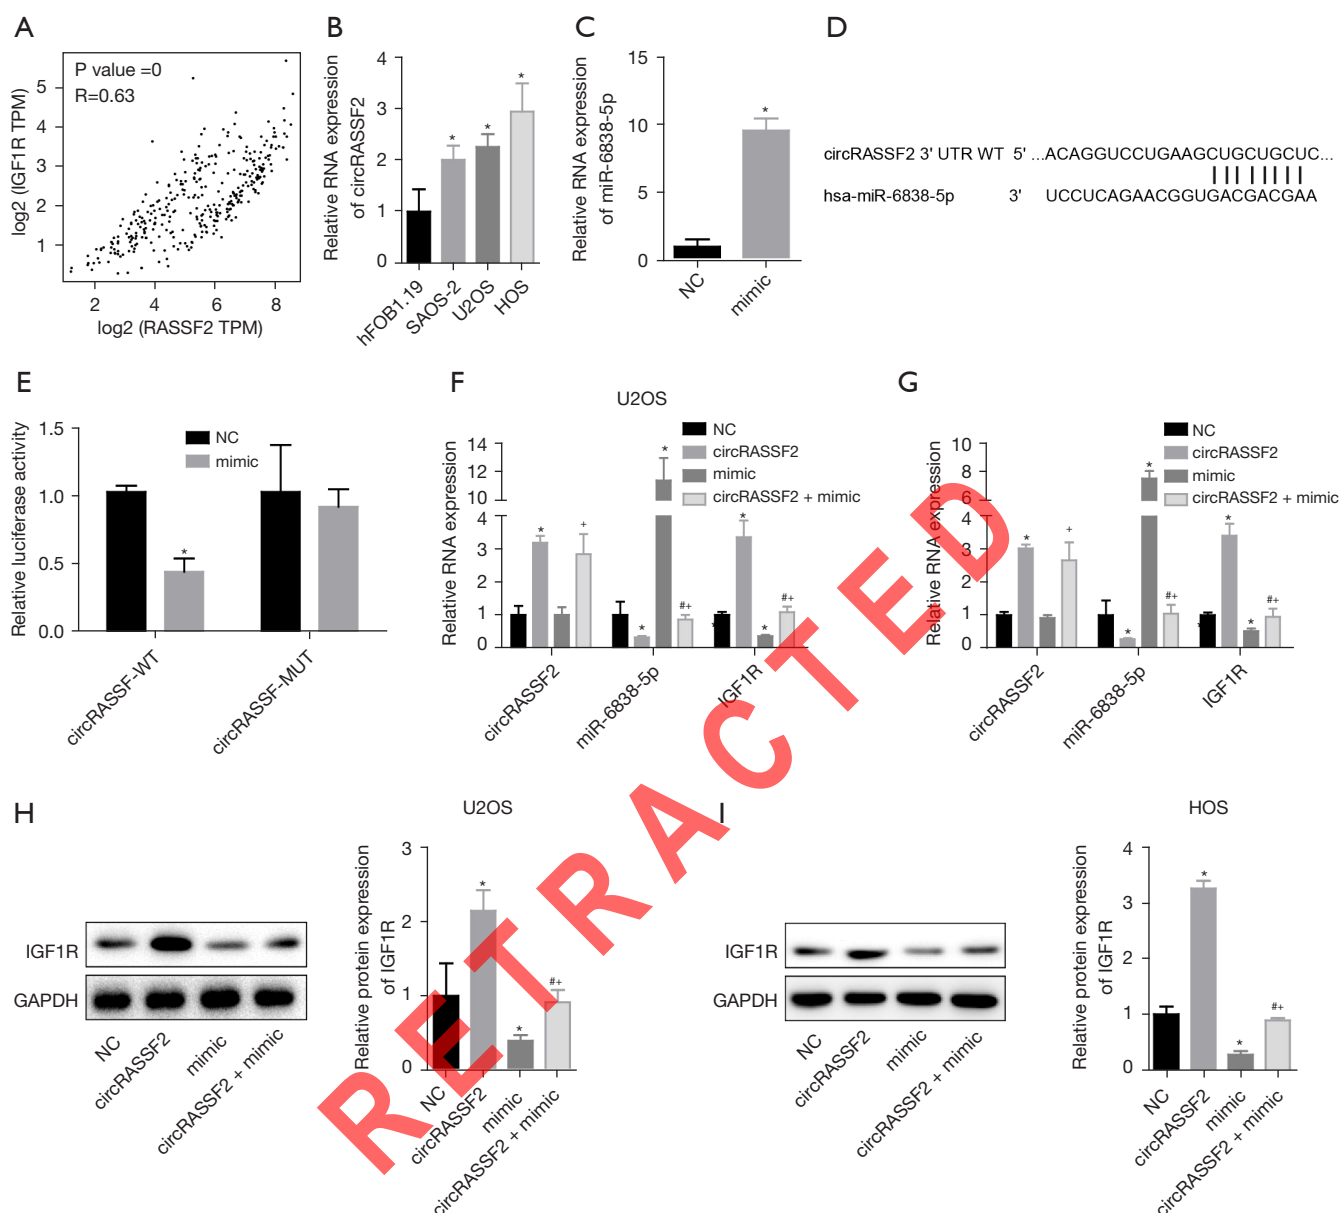 A
P value =0
R=0.63
log2 (IGF1R TPM)
5
4
3
2
1
2 4 6 8
log2 (RASSF2 TPM)
B
Relative RNA expression
of circRASSF2
4
3
2
1
0
* * *
hFOB1.19 SAOS-2 U2OS HOS
C
Relative RNA expression
of miR-6838-5p
15
10
5
0
*
NC mimic
D
circRASSF2 3' UTR WT 5' ...ACAGGUCCUGAAGCUGCUGCUC...
hsa-miR-6838-5p 3' UCCUCAGAACGGUGACGACGAA
E
Relative luciferase activity
1.5
1.0
0.5
0.0
NC
mimic
*
circRASSF-WT circRASSF-MUT
F
U2OS
Relative RNA expression
14
12
10
4
3
2
1
0
NC
circRASSF2
mimic
circRASSF2 + mimic
* + * * #+ * * #+
circRASSF2 miR-6838-5p IGF1R
G
Relative RNA expression
10
8
6
4
2
1
0
NC
circRASSF2
mimic
circRASSF2 + mimic
* + * * #+ * * #+
circRASSF2 miR-6838-5p IGF1R
H
IGF1R
GAPDH
NC circRASSF2 mimic circRASSF2 + mimic
U2OS
Relative protein expression
of IGF1R
3
2
1
0
* * #+
NC circRASSF2 mimic circRASSF2 + mimic
I
IGF1R
GAPDH
NC circRASSF2 mimic circRASSF2 + mimic
HOS
Relative protein expression
of IGF1R
4
3
2
1
0
* * #+
NC circRASSF2 mimic circRASSF2 + mimic
RETRACTED